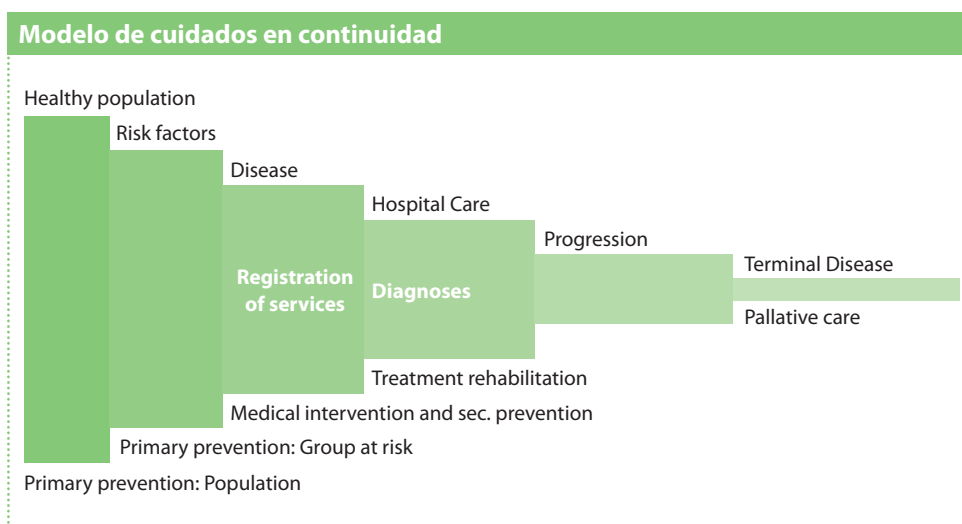 Modelo de cuidados en continuidad
Healthy population
Risk factors
Disease
Hospital Care
Progression
Terminal Disease
Registration
of services
Diagnoses
Pallative care
Treatment rehabilitation
Medical intervention and sec. prevention
Primary prevention: Group at risk
Primary prevention: Population